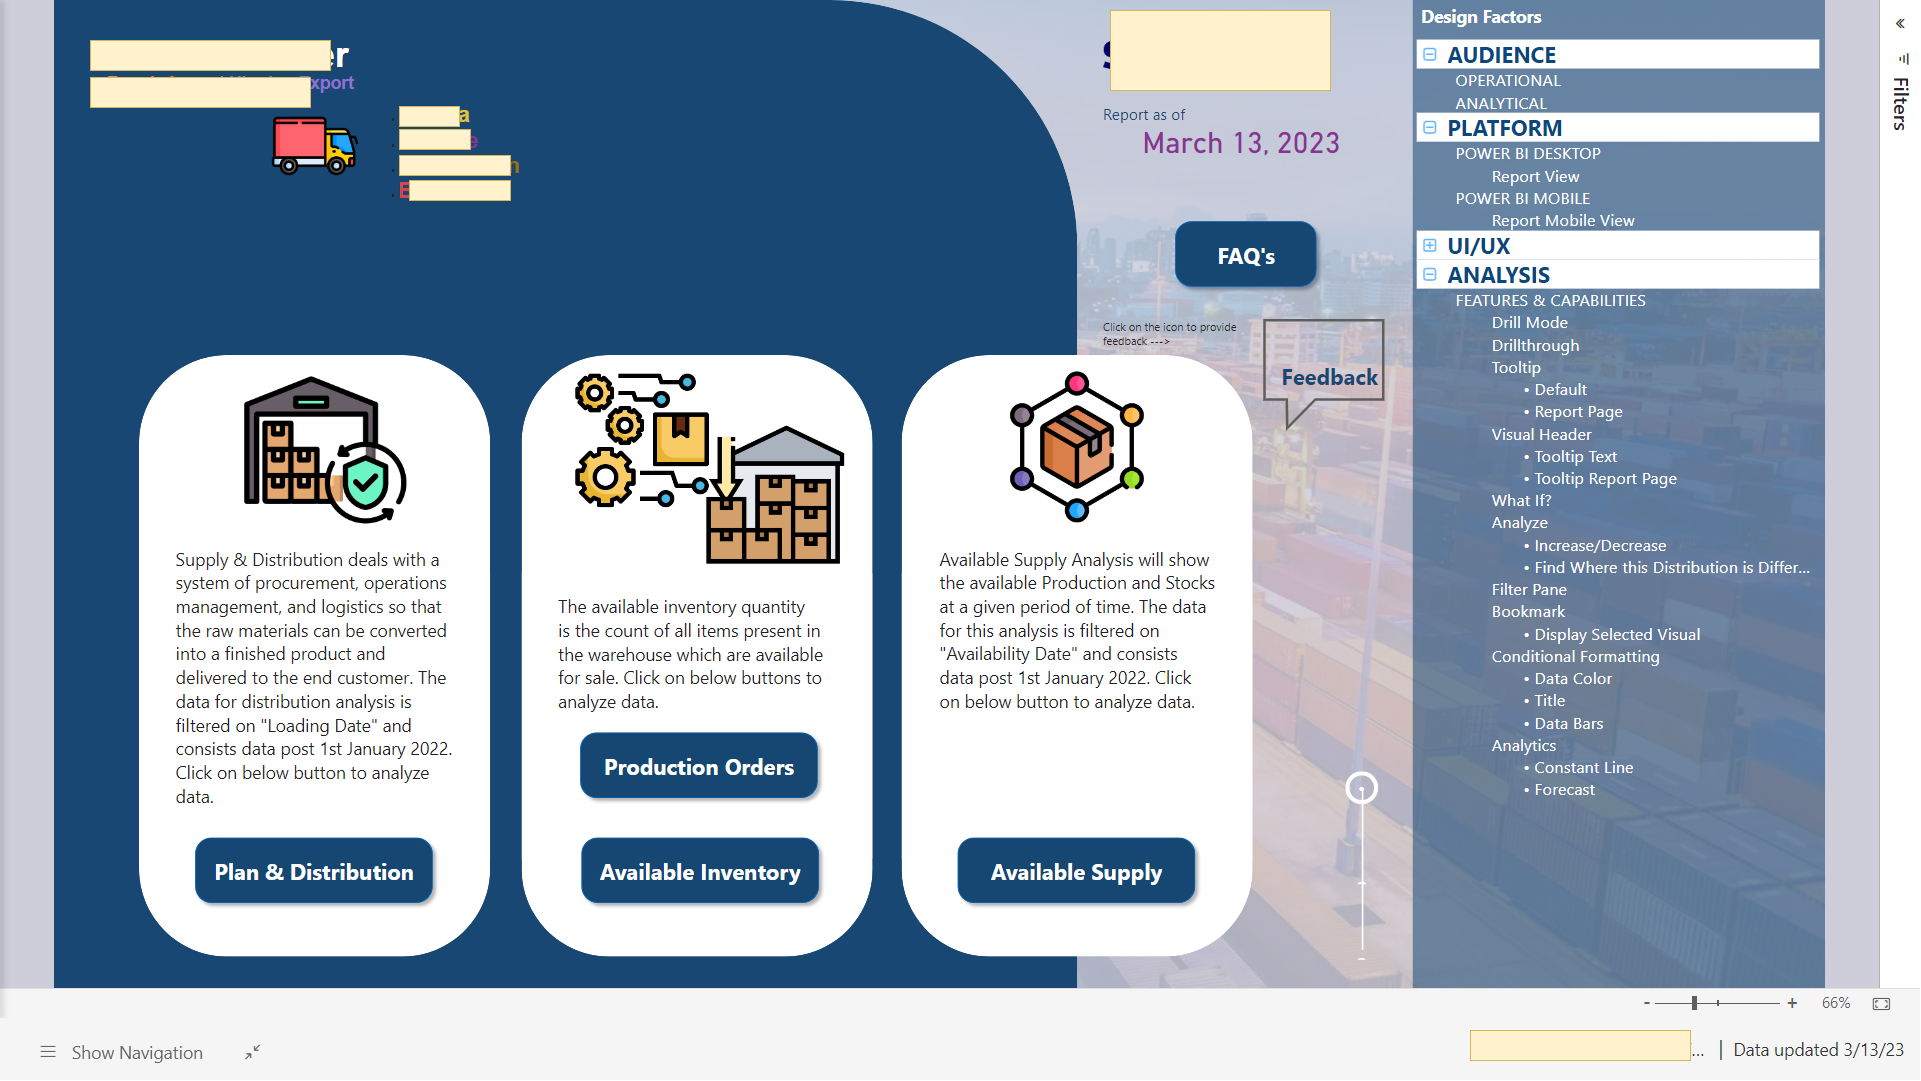 Export
Report as of
March 13, 2023
FAQ's
Click on the icon to provide
feedback --->
Feedback
Supply & Distribution deals with a
system of procurement, operations
management, and logistics so that
the raw materials can be converted
into a finished product and
delivered to the end customer. The
data for distribution analysis is
filtered on "Loading Date" and
consists data post 1st January 2022.
Click on below button to analyze
data.
Plan & Distribution
The available inventory quantity
is the count of all items present in
the warehouse which are available
for sale. Click on below buttons to
analyze data.
Production Orders
Available Inventory
Available Supply Analysis will show
the available Production and Stocks
at a given period of time. The data
for this analysis is filtered on
"Availability Date" and consists
data post 1st January 2022. Click
on below button to analyze data.
Available Supply
Design Factors
AUDIENCE
OPERATIONAL
ANALYTICAL
PLATFORM
POWER BI DESKTOP
Report View
POWER BI MOBILE
Report Mobile View
UI/UX
ANALYSIS
FEATURES & CAPABILITIES
Drill Mode
Drillthrough
Tooltip
• Default
• Report Page
Visual Header
• Tooltip Text
• Tooltip Report Page
What If?
Analyze
• Increase/Decrease
• Find Where this Distribution is Differ...
Filter Pane
Bookmark
• Display Selected Visual
Conditional Formatting
• Data Color
• Title
• Data Bars
Analytics
• Constant Line
• Forecast
Filters
- + 66%
Show Navigation
... | Data updated 3/13/23